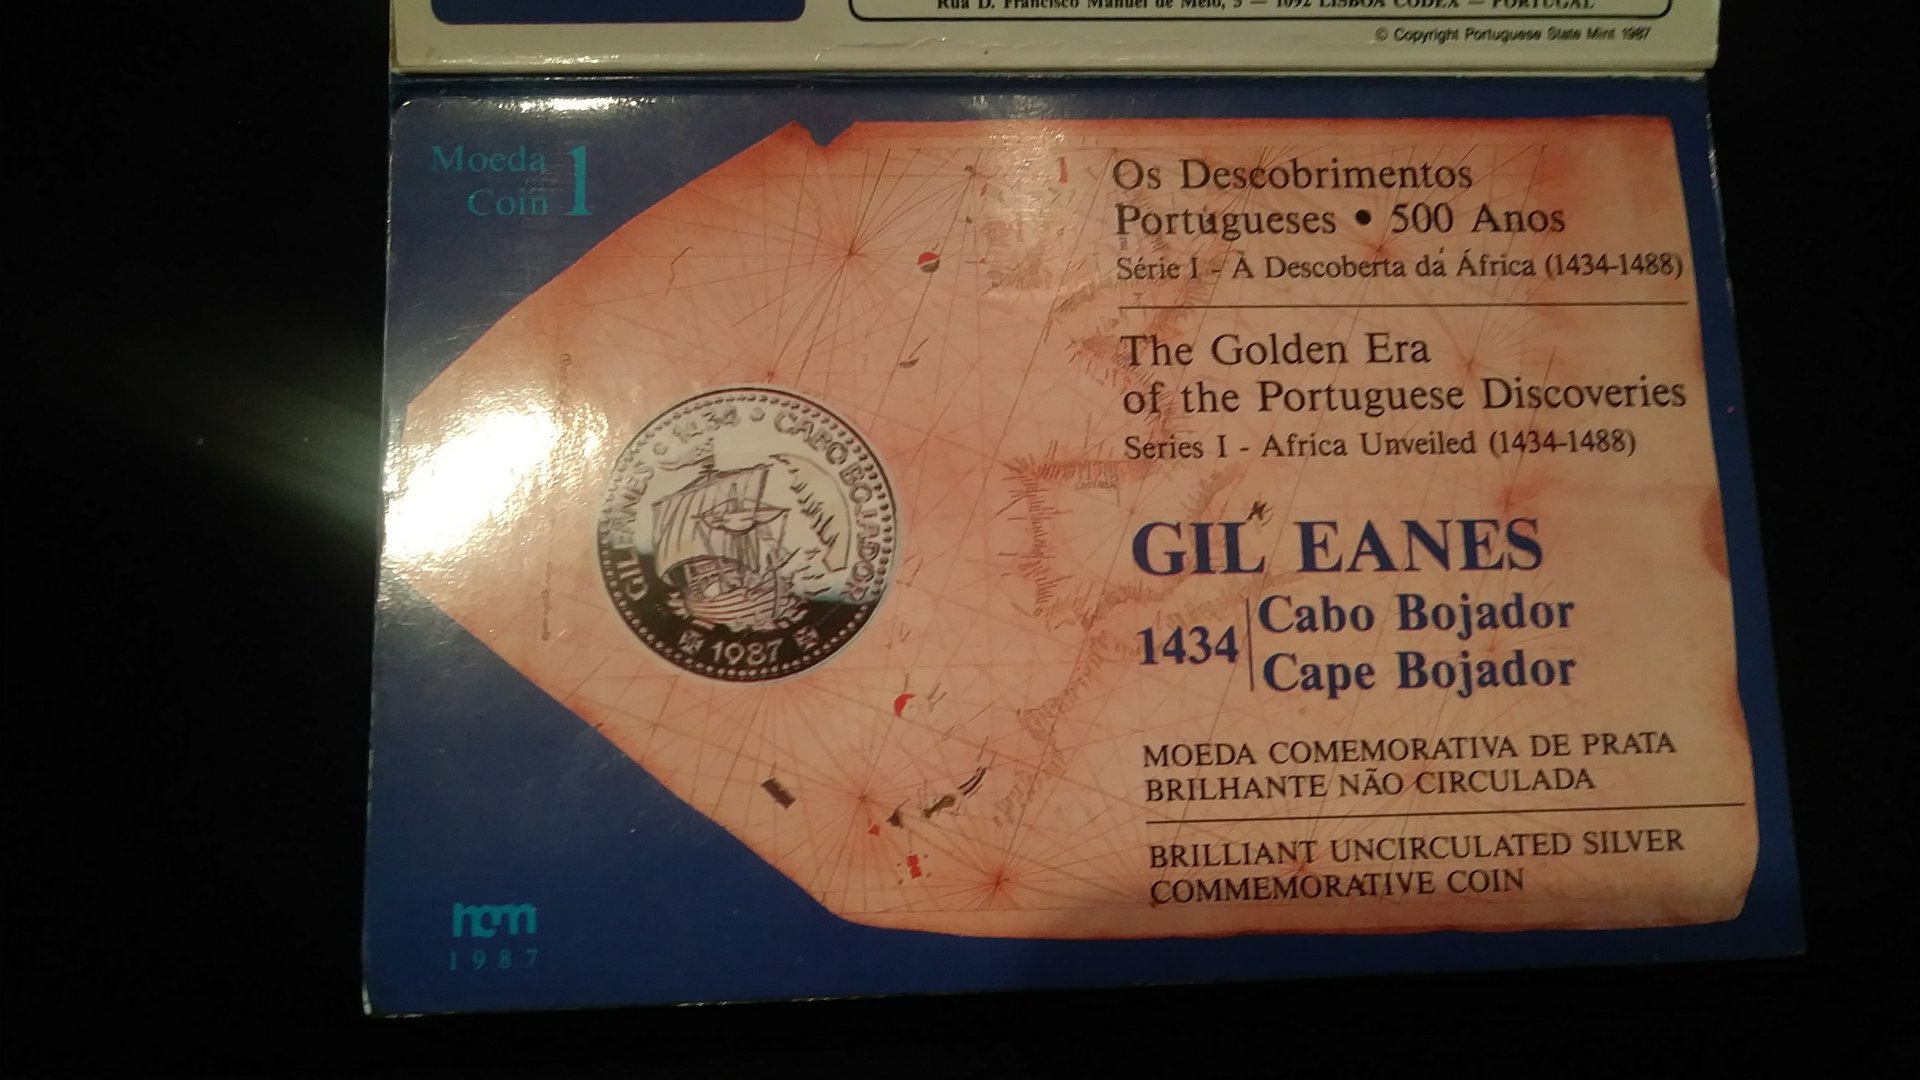 Rua D. Francisco Manuel de Melo, 5 — 1092 LISBOA CODEX — PORTUGAL
© Copyright Portuguese State Mint 1987
Moeda
Coin 1
Os Descobrimentos
Portugueses • 500 Anos
Série I - À Descoberta da África (1434-1488)
The Golden Era
of the Portuguese Discoveries
Series I - Africa Unveiled (1434-1488)
GIL EANES • 1434 • CABO BOJADOR
1987
GIL EANES
1434 Cabo Bojador
Cape Bojador
MOEDA COMEMORATIVA DE PRATA
BRILHANTE NÃO CIRCULADA
BRILLIANT UNCIRCULATED SILVER
COMMEMORATIVE COIN
incm
1987